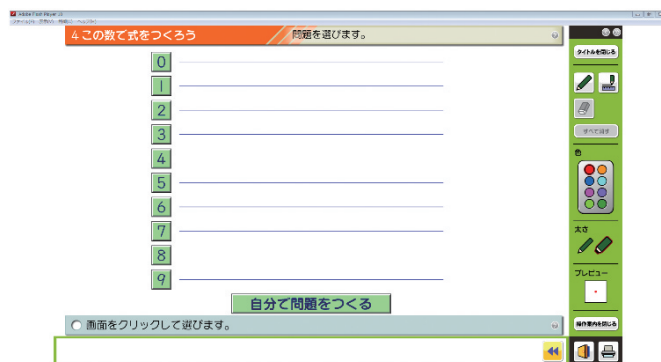 Adobe Flash Player 10
4 この数で式をつくろう
問題を選びます。
タイトルを閉じる
0
1
2
3
4
5
6
7
8
9
すべて消す
色
太さ
プレビュー
自分で問題をつくる
画面をクリックして選びます。
操作案内を閉じる